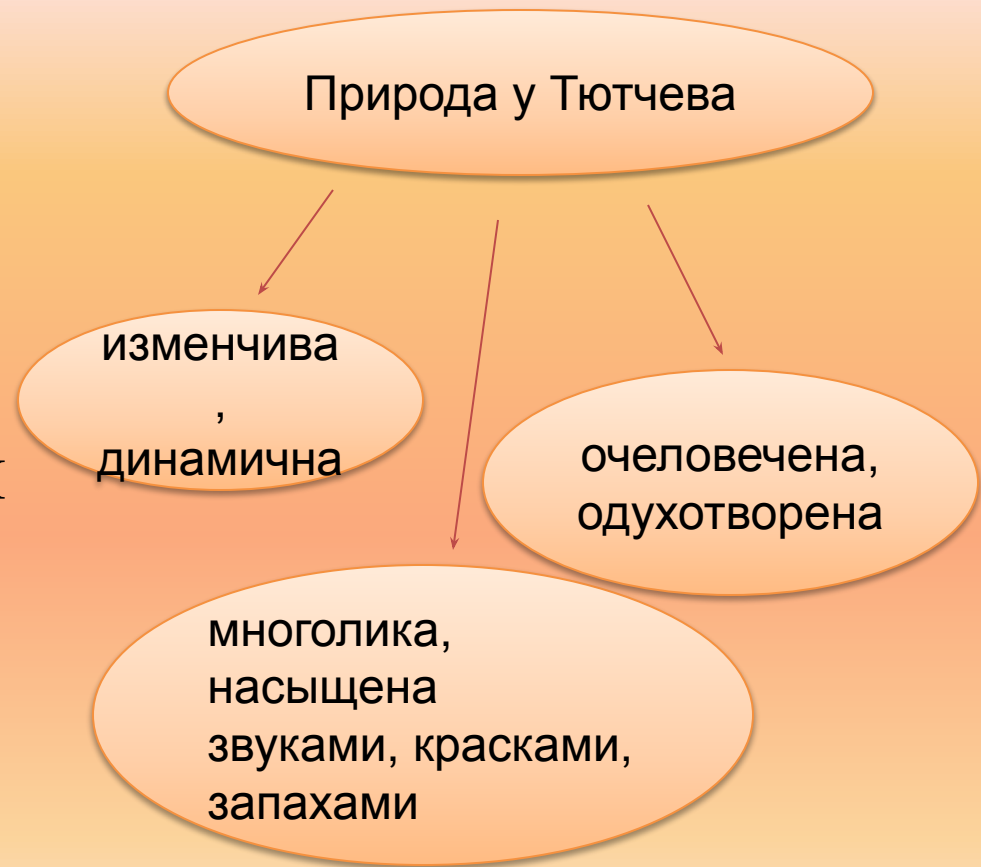 Природа у Тютчева
изменчива
,
динамична
очеловечена,
одухотворена
многолика,
насыщена
звуками, красками,
запахами